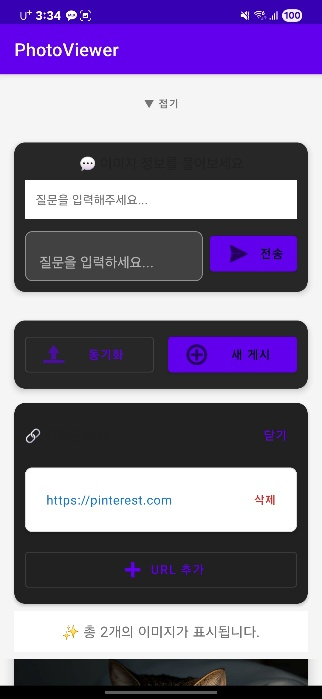 U+ 3:34 100
PhotoViewer
▼ 접기
💬 이미지 정보를 물어보세요
질문을 입력해주세요...
질문을 입력하세요...
전송
동기화
새 게시
🔗
닫기
https://pinterest.com
삭제
URL 추가
✨ 총 2개의 이미지가 표시됩니다.